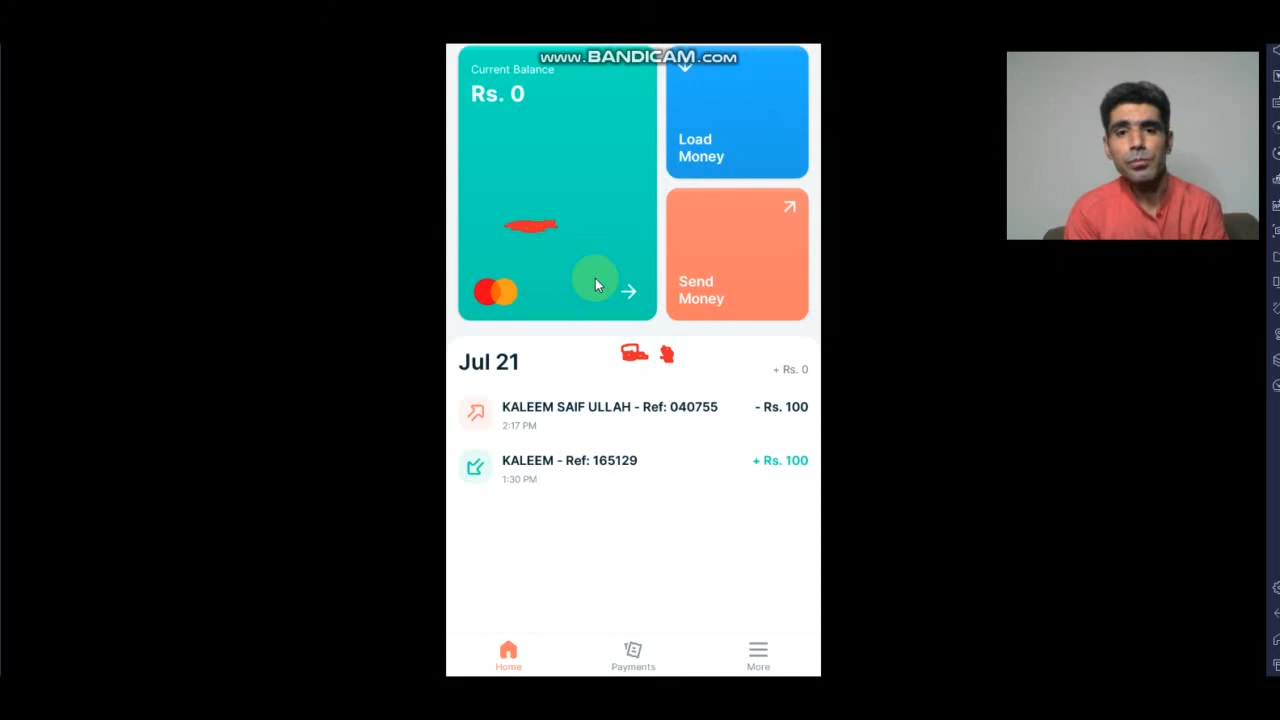 www.BANDICAM.com
Current Balance
Rs. 0
Load
Money
Send
Money
Jul 21
+ Rs. 0
KALEEM SAIF ULLAH - Ref: 040755
- Rs. 100
2:17 PM
KALEEM - Ref: 165129
+ Rs. 100
1:30 PM
Home
Payments
More